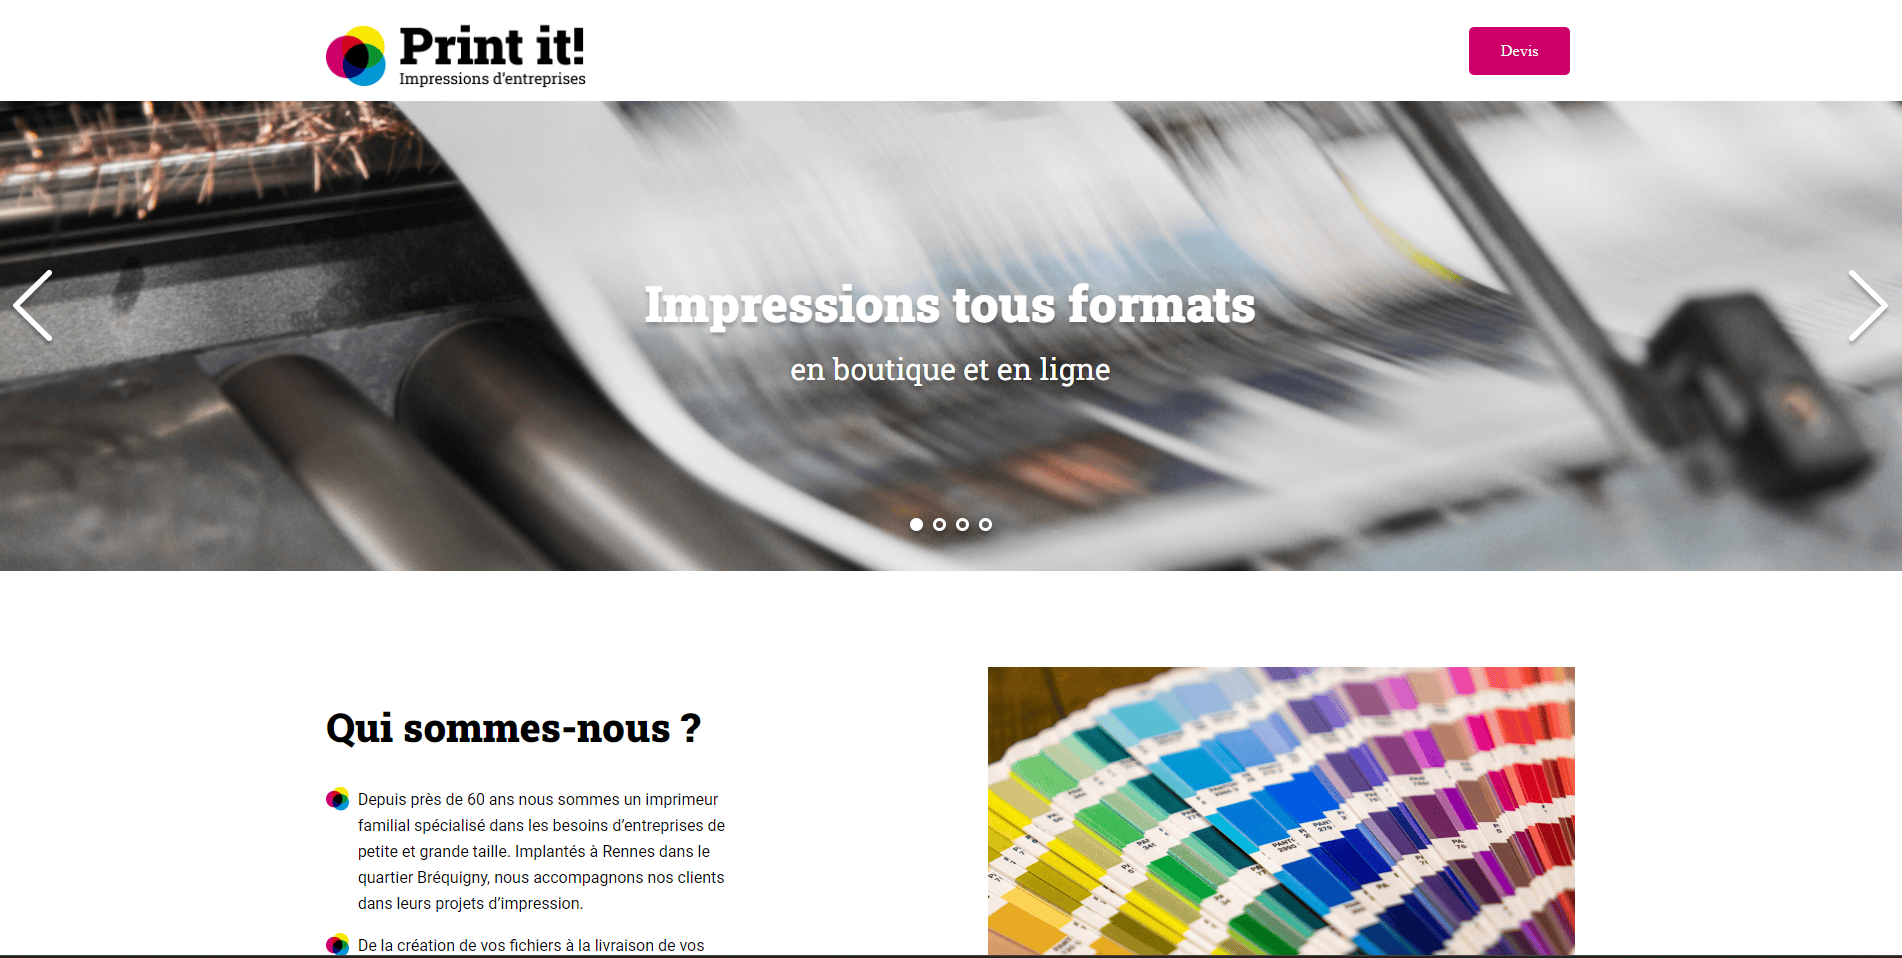 Print it!
Impressions d'entreprises
Devis
Impressions tous formats
en boutique et en ligne
Qui sommes-nous ?
Depuis près de 60 ans nous sommes un imprimeur
familial spécialisé dans les besoins d’entreprises de
petite et grande taille. Implantés à Rennes dans le
quartier Bréquigny, nous accompagnons nos clients
dans leurs projets d’impression.
De la création de vos fichiers à la livraison de vos